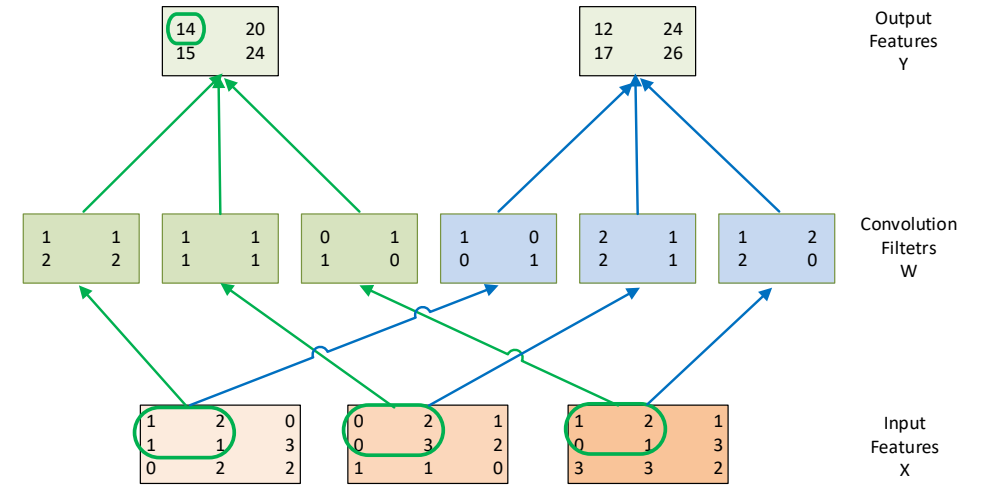 14 20
15 24
12 24
17 26
Output
Features
Y
1 1
2 2
1 1
1 1
0 1
1 0
1 0
0 1
2 1
2 1
1 2
2 0
Convolution
Filtetrs
W
1 2 0
1 1 3
0 2 2
0 2 1
0 3 2
1 1 0
1 2 1
0 1 3
3 3 2
Input
Features
X